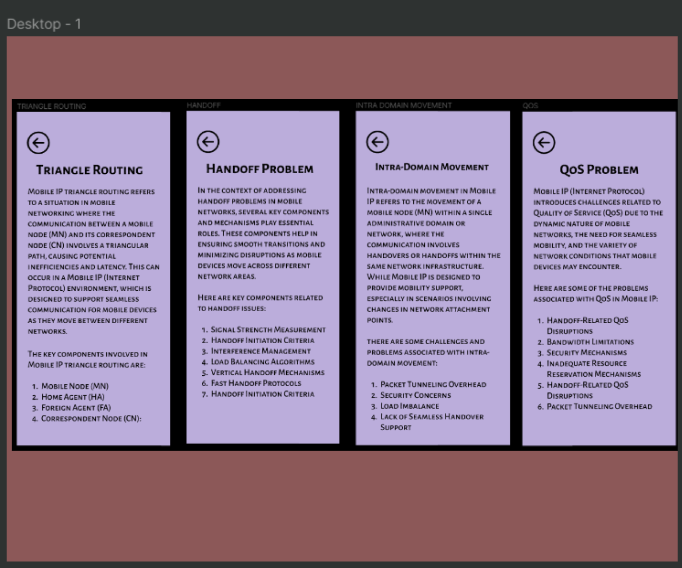 Desktop - 1
TRIANGLE ROUTING
TRIANGLE ROUTING
MOBILE IP TRIANGLE ROUTING REFERS
TO A SITUATION IN MOBILE
NETWORKING WHERE THE
COMMUNICATION BETWEEN A MOBILE
NODE (MN) AND ITS CORRESPONDENT
NODE (CN) INVOLVES A TRIANGULAR
PATH, CAUSING POTENTIAL
INEFFICIENCIES AND LATENCY. THIS CAN
OCCUR IN A MOBILE IP (INTERNET
PROTOCOL) ENVIRONMENT, WHICH IS
DESIGNED TO SUPPORT SEAMLESS
COMMUNICATION FOR MOBILE DEVICES
AS THEY MOVE BETWEEN DIFFERENT
NETWORKS.
THE KEY COMPONENTS INVOLVED IN
MOBILE IP TRIANGLE ROUTING ARE:
1. MOBILE NODE (MN)
2. HOME AGENT (HA)
3. FOREIGN AGENT (FA)
4. CORRESPONDENT NODE (CN):
HANDOFF
HANDOFF PROBLEM
IN THE CONTEXT OF ADDRESSING
HANDOFF PROBLEMS IN MOBILE
NETWORKS, SEVERAL KEY COMPONENTS
AND MECHANISMS PLAY ESSENTIAL
ROLES. THESE COMPONENTS HELP IN
ENSURING SMOOTH TRANSITIONS AND
MINIMIZING DISRUPTIONS AS MOBILE
DEVICES MOVE ACROSS DIFFERENT
NETWORK AREAS.
HERE ARE KEY COMPONENTS RELATED
TO HANDOFF ISSUES:
1. SIGNAL STRENGTH MEASUREMENT
2. HANDOFF INITIATION CRITERIA
3. INTERFERENCE MANAGEMENT
4. LOAD BALANCING ALGORITHMS
5. VERTICAL HANDOFF MECHANISMS
6. FAST HANDOFF PROTOCOLS
7. HANDOFF INITIATION CRITERIA
INTRA DOMAIN MOVEMENT
INTRA-DOMAIN MOVEMENT
INTRA-DOMAIN MOVEMENT IN MOBILE
IP REFERS TO THE MOVEMENT OF A
MOBILE NODE (MN) WITHIN A SINGLE
ADMINISTRATIVE DOMAIN OR
NETWORK, WHERE THE
COMMUNICATION INVOLVES
HANDOVERS OR HANDOFFS WITHIN THE
SAME NETWORK INFRASTRUCTURE.
WHILE MOBILE IP IS DESIGNED TO
PROVIDE MOBILITY SUPPORT,
ESPECIALLY IN SCENARIOS INVOLVING
CHANGES IN NETWORK ATTACHMENT
POINTS.
THERE ARE SOME CHALLENGES AND
PROBLEMS ASSOCIATED WITH INTRA-
DOMAIN MOVEMENT:
1. PACKET TUNNELING OVERHEAD
2. SECURITY CONCERNS
3. LOAD IMBALANCE
4. LACK OF SEAMLESS HANDOVER
SUPPORT
QOS
QOS PROBLEM
MOBILE IP (INTERNET PROTOCOL)
INTRODUCES CHALLENGES RELATED TO
QUALITY OF SERVICE (QOS) DUE TO THE
DYNAMIC NATURE OF MOBILE
NETWORKS, THE NEED FOR SEAMLESS
MOBILITY, AND THE VARIETY OF
NETWORK CONDITIONS THAT MOBILE
DEVICES MAY ENCOUNTER.
HERE ARE SOME OF THE PROBLEMS
ASSOCIATED WITH QOS IN MOBILE IP:
1. HANDOFF-RELATED QOS
DISRUPTIONS
2. BANDWIDTH LIMITATIONS
3. SECURITY MECHANISMS
4. INADEQUATE RESOURCE
RESERVATION MECHANISMS
5. HANDOFF-RELATED QOS
DISRUPTIONS
6. PACKET TUNNELING OVERHEAD